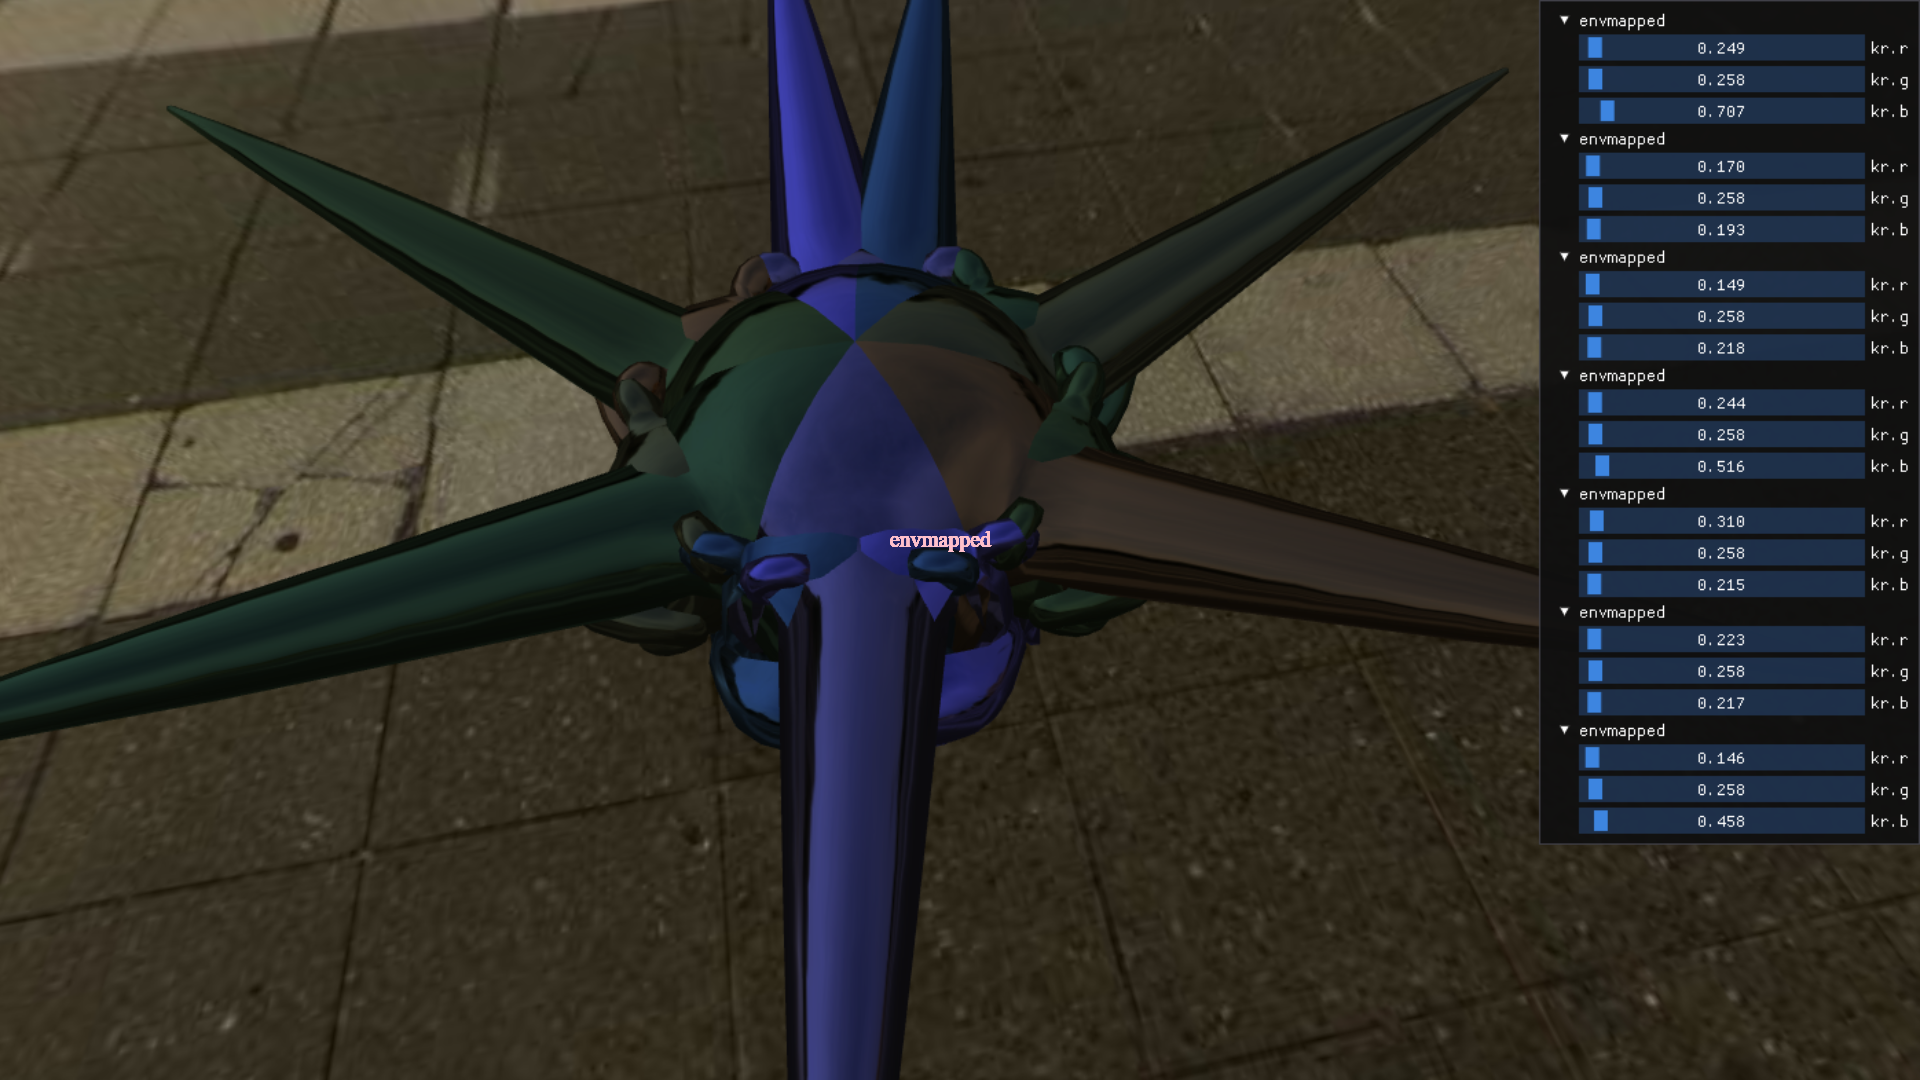 envmapped
0.249 kr.r
0.258 kr.g
0.707 kr.b
envmapped
0.170 kr.r
0.258 kr.g
0.193 kr.b
envmapped
0.149 kr.r
0.258 kr.g
0.218 kr.b
envmapped
0.244 kr.r
0.258 kr.g
0.516 kr.b
envmapped
0.310 kr.r
0.258 kr.g
0.215 kr.b
envmapped
0.223 kr.r
0.258 kr.g
0.217 kr.b
envmapped
0.146 kr.r
0.258 kr.g
0.458 kr.b
envmapped